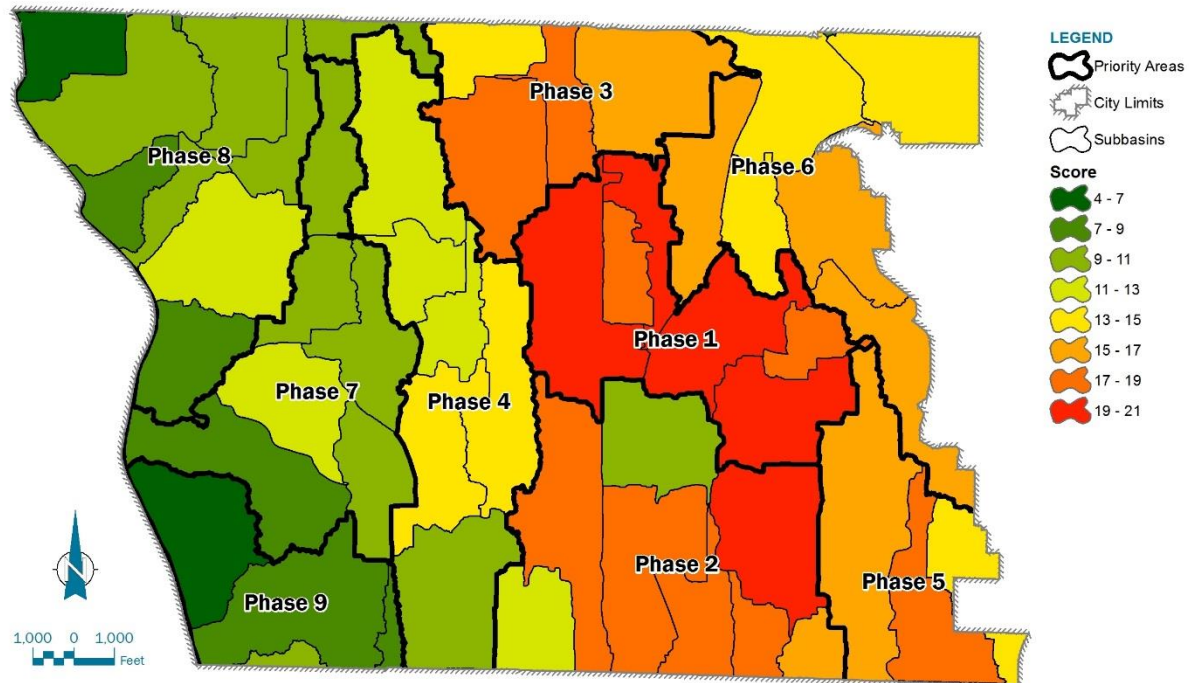 Phase 3
Phase 8
Phase 6
Phase 1
Phase 7
Phase 4
Phase 2
Phase 5
Phase 9
N
1,000 0 1,000
Feet
LEGEND
Priority Areas
City Limits
Subbasins
Score
4 - 7
7 - 9
9 - 11
11 - 13
13 - 15
15 - 17
17 - 19
19 - 21